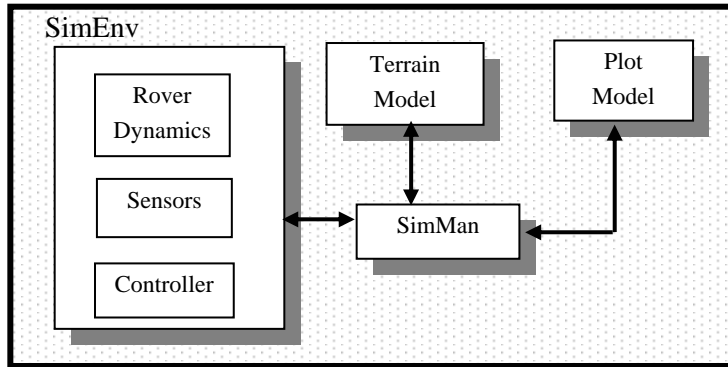 SimEnv
Rover
Dynamics
Sensors
Controller
Terrain
Model
Plot
Model
SimMan